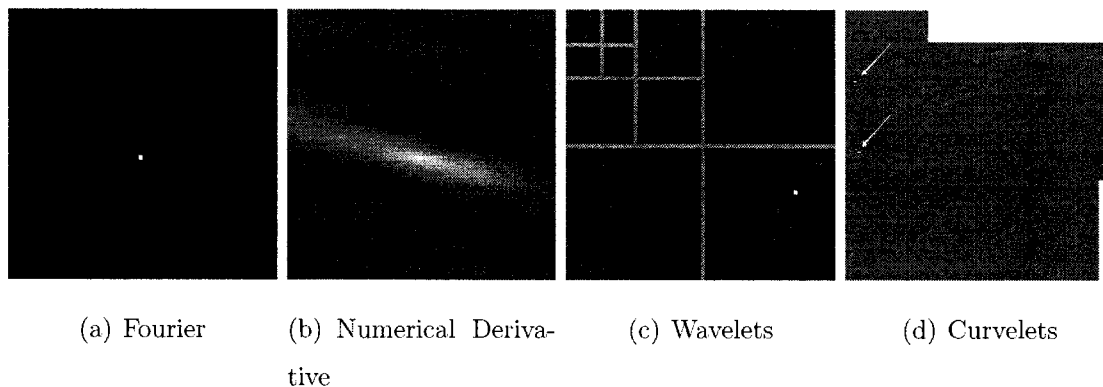 (a) Fourier
(b) Numerical Deriva-
tive
(c) Wavelets
(d) Curvelets